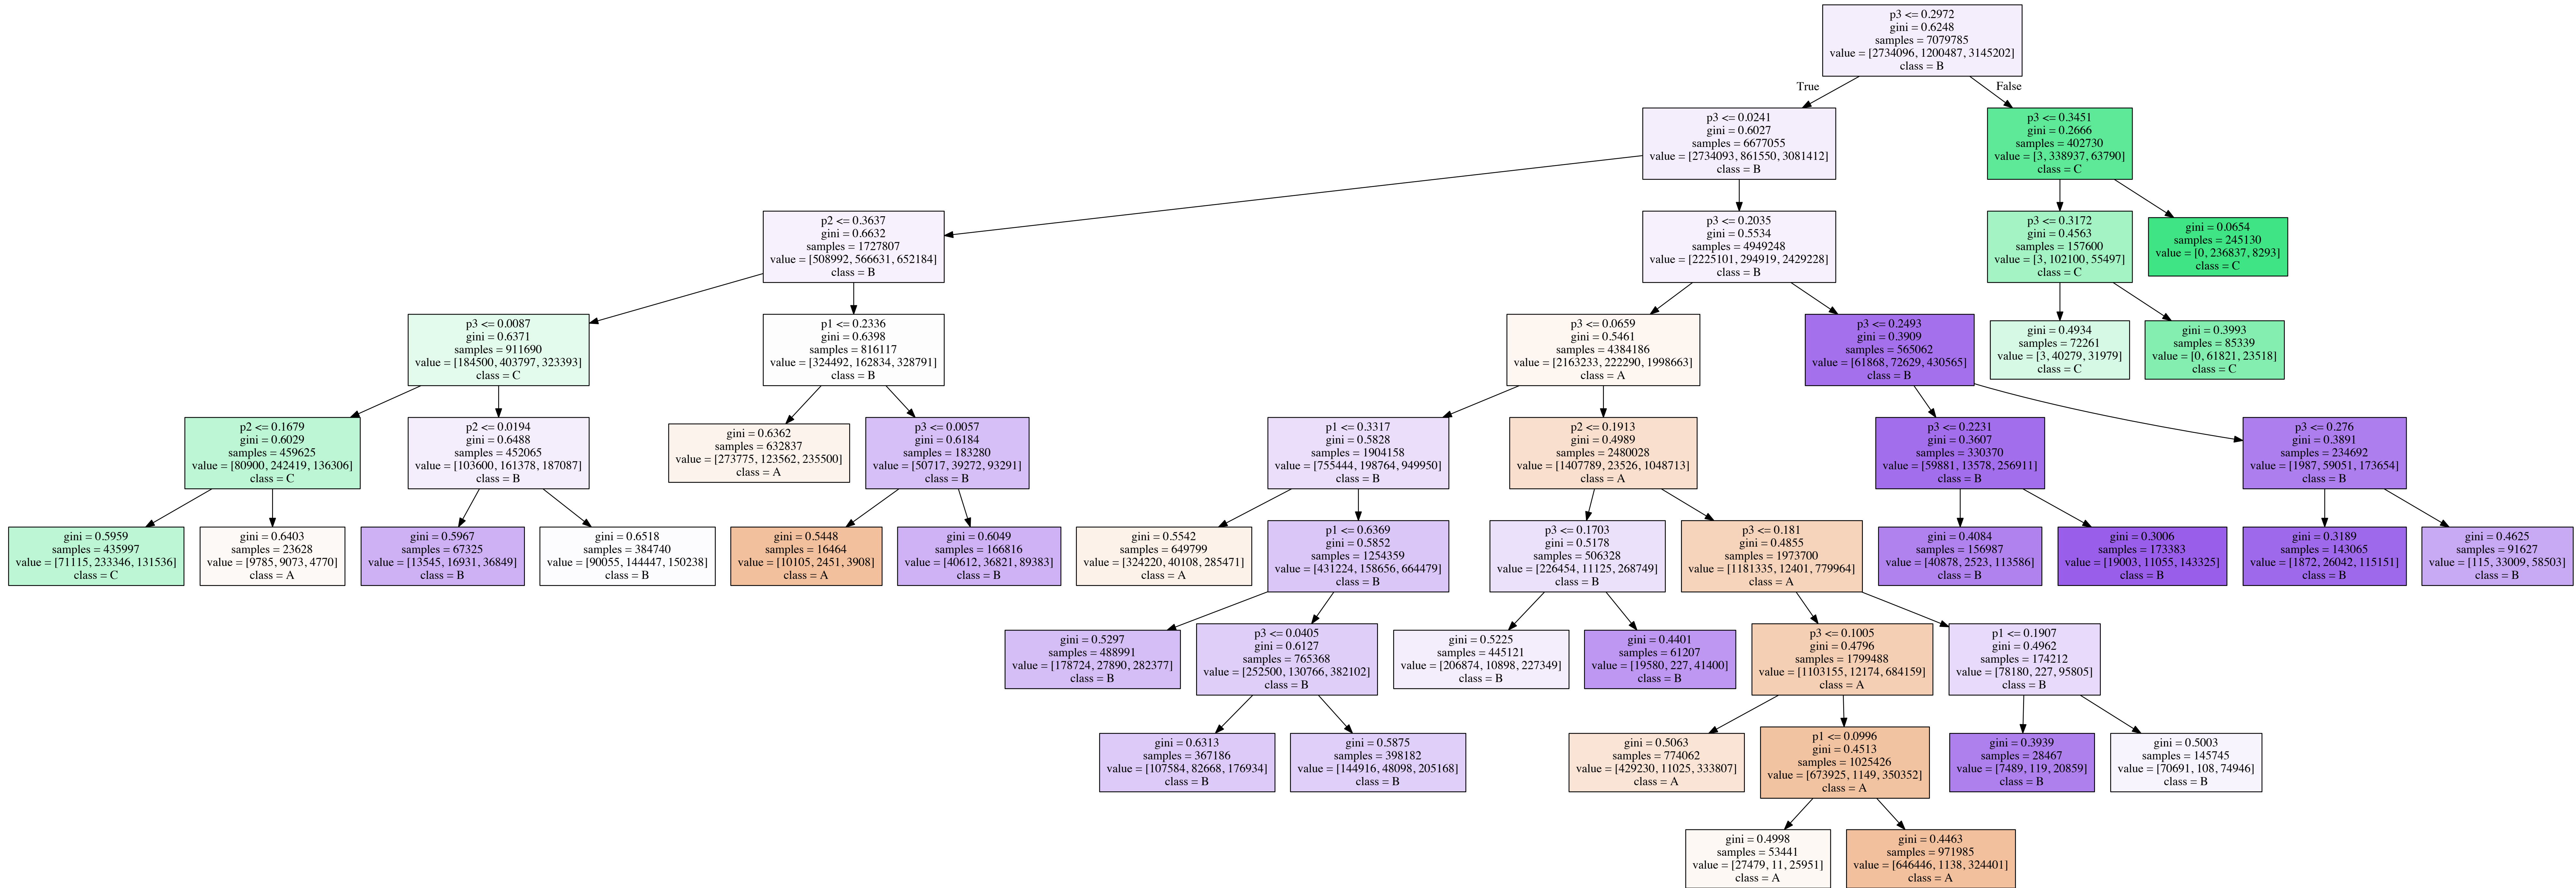 p3 <= 0.2972
gini = 0.6248
samples = 7079785
value = [2734096, 1200487, 3145202]
class = B
True
False
p3 <= 0.0241
gini = 0.6027
samples = 6677055
value = [2734093, 861550, 3081412]
class = B
p3 <= 0.3451
gini = 0.2666
samples = 402730
value = [3, 338937, 63790]
class = C
p2 <= 0.3637
gini = 0.6632
samples = 1727807
value = [508992, 566631, 652184]
class = B
p3 <= 0.2035
gini = 0.5534
samples = 4949248
value = [2225101, 294919, 2429228]
class = B
p3 <= 0.3172
gini = 0.4563
samples = 157600
value = [3, 102100, 55497]
class = C
gini = 0.0654
samples = 245130
value = [0, 236837, 8293]
class = C
p3 <= 0.0087
gini = 0.6371
samples = 911690
value = [184500, 403797, 323393]
class = C
p1 <= 0.2336
gini = 0.6398
samples = 816117
value = [324492, 162834, 328791]
class = B
p3 <= 0.0659
gini = 0.5461
samples = 4384186
value = [2163233, 222290, 1998663]
class = A
p3 <= 0.2493
gini = 0.3909
samples = 565062
value = [61868, 72629, 430565]
class = B
gini = 0.4934
samples = 72261
value = [3, 40279, 31979]
class = C
gini = 0.3993
samples = 85339
value = [0, 61821, 23518]
class = C
p2 <= 0.1679
gini = 0.6029
samples = 459625
value = [80900, 242419, 136306]
class = C
p2 <= 0.0194
gini = 0.6488
samples = 452065
value = [103600, 161378, 187087]
class = B
gini = 0.6362
samples = 632837
value = [273775, 123562, 235500]
class = A
p3 <= 0.0057
gini = 0.6184
samples = 183280
value = [50717, 39272, 93291]
class = B
p1 <= 0.3317
gini = 0.5828
samples = 1904158
value = [755444, 198764, 949950]
class = B
p2 <= 0.1913
gini = 0.4989
samples = 2480028
value = [1407789, 23526, 1048713]
class = A
p3 <= 0.2231
gini = 0.3607
samples = 330370
value = [59881, 13578, 256911]
class = B
p3 <= 0.276
gini = 0.3891
samples = 234692
value = [1987, 59051, 173654]
class = B
gini = 0.5959
samples = 435997
value = [71115, 233346, 131536]
class = C
gini = 0.6403
samples = 23628
value = [9785, 9073, 4770]
class = A
gini = 0.5967
samples = 67325
value = [13545, 16931, 36849]
class = B
gini = 0.6518
samples = 384740
value = [90055, 144447, 150238]
class = B
gini = 0.5448
samples = 16464
value = [10105, 2451, 3908]
class = A
gini = 0.6049
samples = 166816
value = [40612, 36821, 89383]
class = B
gini = 0.5542
samples = 649799
value = [324220, 40108, 285471]
class = A
p1 <= 0.6369
gini = 0.5852
samples = 1254359
value = [431224, 158656, 664479]
class = B
p3 <= 0.1703
gini = 0.5178
samples = 506328
value = [226454, 11125, 268749]
class = B
p3 <= 0.181
gini = 0.4855
samples = 1973700
value = [1181335, 12401, 779964]
class = A
gini = 0.4084
samples = 156987
value = [40878, 2523, 113586]
class = B
gini = 0.3006
samples = 173383
value = [19003, 11055, 143325]
class = B
gini = 0.3189
samples = 143065
value = [1872, 26042, 115151]
class = B
gini = 0.4625
samples = 91627
value = [115, 33009, 58503]
class = B
gini = 0.5297
samples = 488991
value = [178724, 27890, 282377]
class = B
p3 <= 0.0405
gini = 0.6127
samples = 765368
value = [252500, 130766, 382102]
class = B
gini = 0.5225
samples = 445121
value = [206874, 10898, 227349]
class = B
gini = 0.4401
samples = 61207
value = [19580, 227, 41400]
class = B
p3 <= 0.1005
gini = 0.4796
samples = 1799488
value = [1103155, 12174, 684159]
class = A
p1 <= 0.1907
gini = 0.4962
samples = 174212
value = [78180, 227, 95805]
class = B
gini = 0.6313
samples = 367186
value = [107584, 82668, 176934]
class = B
gini = 0.5875
samples = 398182
value = [144916, 48098, 205168]
class = B
gini = 0.5063
samples = 774062
value = [429230, 11025, 333807]
class = A
p1 <= 0.0996
gini = 0.4513
samples = 1025426
value = [673925, 1149, 350352]
class = A
gini = 0.3939
samples = 28467
value = [7489, 119, 20859]
class = B
gini = 0.5003
samples = 145745
value = [70691, 108, 74946]
class = B
gini = 0.4998
samples = 53441
value = [27479, 11, 25951]
class = A
gini = 0.4463
samples = 971985
value = [646446, 1138, 324401]
class = A